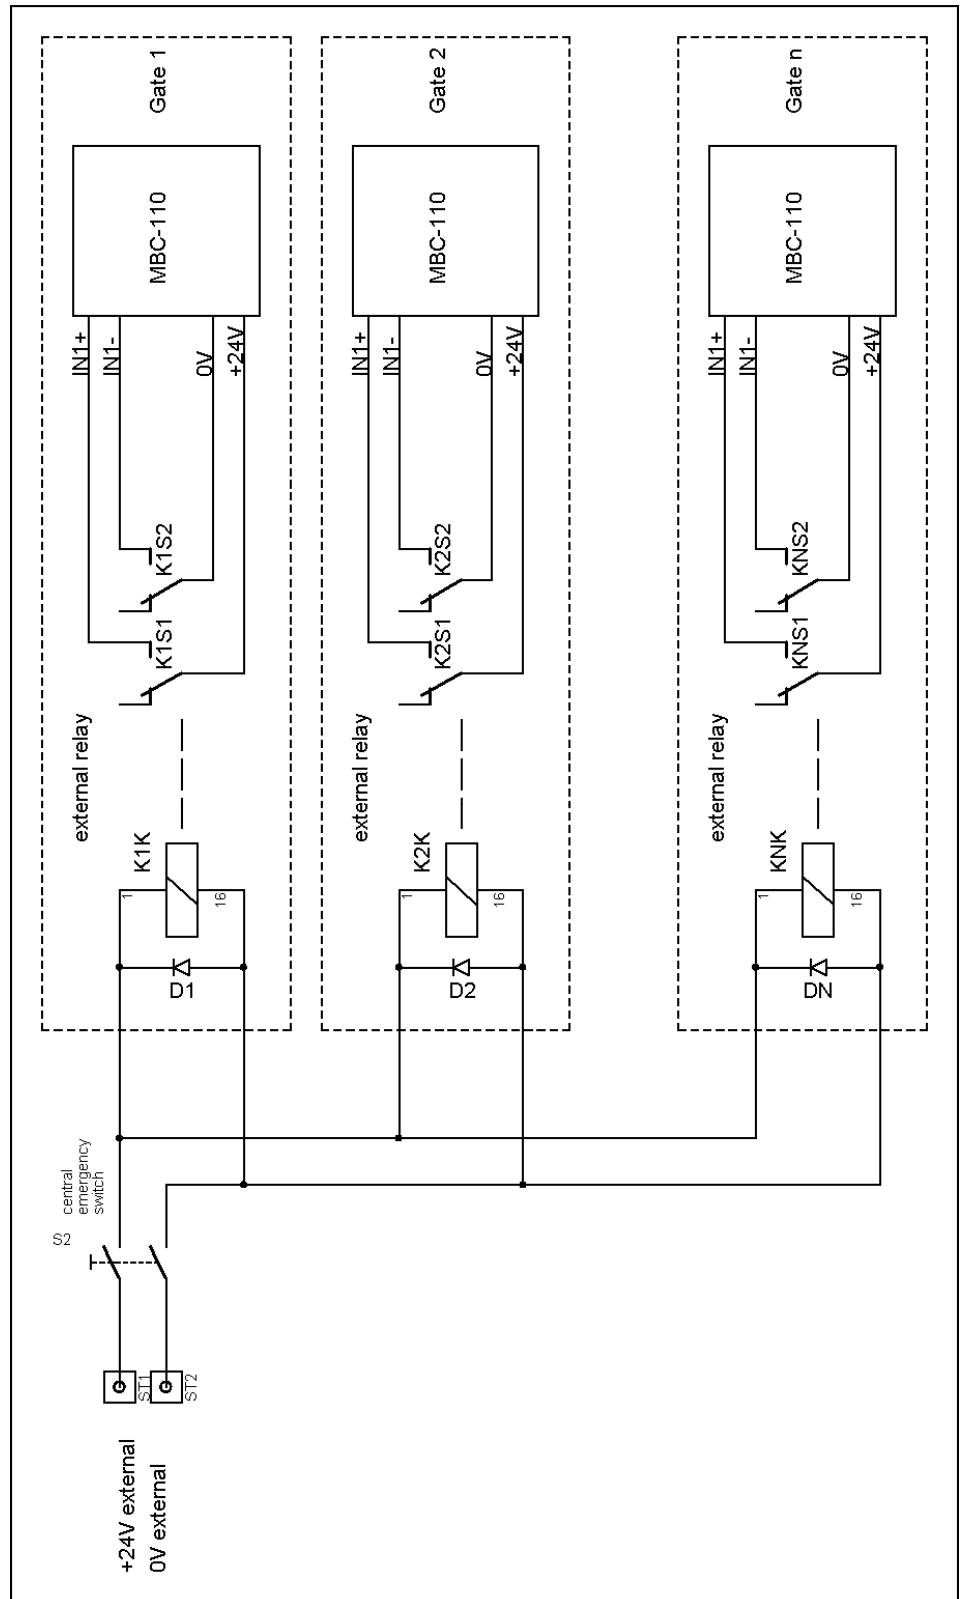 Gate 1
MBC-110
IN1+
IN1-
0V
+24V
K1S2
K1S1
external relay
K1K
1
16
D1
Gate 2
MBC-110
IN1+
IN1-
0V
+24V
K2S2
K2S1
external relay
K2K
1
16
D2
Gate n
MBC-110
IN1+
IN1-
0V
+24V
KNS2
KNS1
external relay
KNK
1
16
DN
central
emergency
switch
S2
ST1
ST2
+24V external
0V external